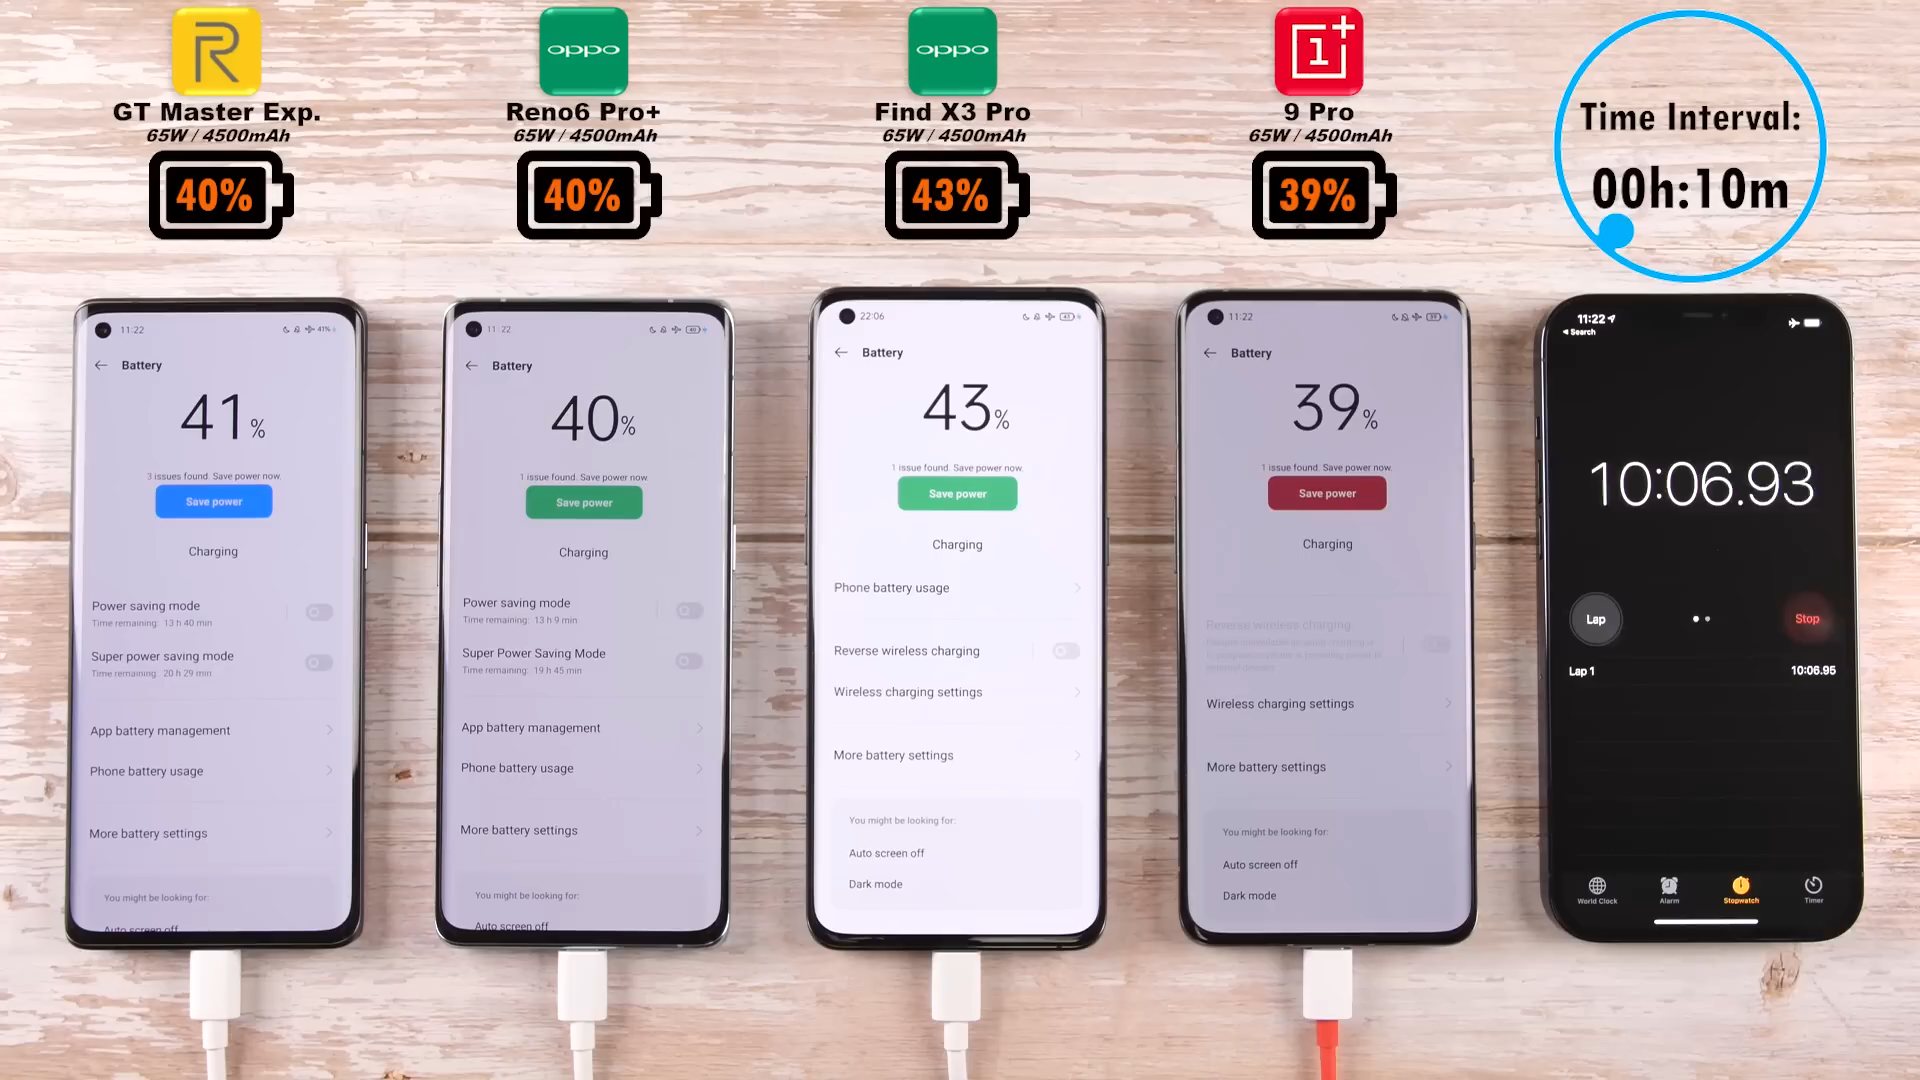 R
GT Master Exp.
65W / 4500mAh
40%
oppo
Reno6 Pro+
65W / 4500mAh
40%
oppo
Find X3 Pro
65W / 4500mAh
43%
1+
9 Pro
65W / 4500mAh
39%
Time Interval:
00h:10m
11:22
41%
Battery
41%
3 issues found. Save power now.
Save power
Charging
Power saving mode
Time remaining: 13 h 40 min
Super power saving mode
Time remaining: 20 h 29 min
App battery management
Phone battery usage
More battery settings
You might be looking for:
Auto screen off
11:22
40
Battery
40%
1 issue found. Save power now.
Save power
Charging
Power saving mode
Time remaining: 13 h 9 min
Super Power Saving Mode
Time remaining: 19 h 45 min
App battery management
Phone battery usage
More battery settings
You might be looking for:
Auto screen off
22:06
43
Battery
43%
1 issue found. Save power now.
Save power
Charging
Phone battery usage
Reverse wireless charging
Wireless charging settings
More battery settings
You might be looking for:
Auto screen off
Dark mode
11:22
39
Battery
39%
1 issue found. Save power now.
Save power
Charging
Reverse wireless charging
Wireless charging settings
More battery settings
You might be looking for:
Auto screen off
Dark mode
11:22
Search
10:06.93
Lap
Stop
Lap 1
10:06.95
World Clock
Alarm
Stopwatch
Timer